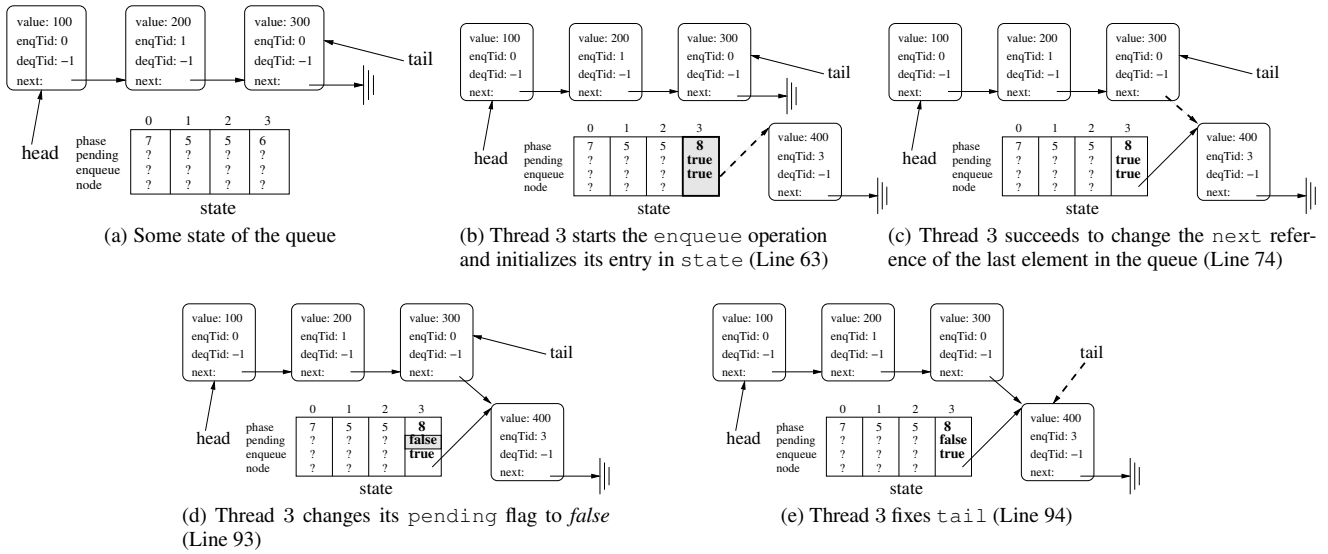 value: 100
enqTid: 0
deqTid: −1
next:
value: 200
enqTid: 1
deqTid: −1
next:
value: 300
enqTid: 0
deqTid: −1
next:
tail
head
0 1 2 3
phase 7 5 5 6
pending ? ? ? ?
enqueue ? ? ? ?
node ? ? ? ?
state
(a) Some state of the queue
value: 100
enqTid: 0
deqTid: −1
next:
value: 200
enqTid: 1
deqTid: −1
next:
value: 300
enqTid: 0
deqTid: −1
next:
tail
head
0 1 2 3
phase 7 5 5 8
pending ? ? ? true
enqueue ? ? ? true
node ? ? ?
state
value: 400
enqTid: 3
deqTid: −1
next:
(b) Thread 3 starts the enqueue operation
and initializes its entry in state (Line 63)
value: 100
enqTid: 0
deqTid: −1
next:
value: 200
enqTid: 1
deqTid: −1
next:
value: 300
enqTid: 0
deqTid: −1
next:
tail
head
0 1 2 3
phase 7 5 5 8
pending ? ? ? true
enqueue ? ? ? true
node ? ? ?
state
value: 400
enqTid: 3
deqTid: −1
next:
(c) Thread 3 succeeds to change the next refer-
ence of the last element in the queue (Line 74)
value: 100
enqTid: 0
deqTid: −1
next:
value: 200
enqTid: 1
deqTid: −1
next:
value: 300
enqTid: 0
deqTid: −1
next:
tail
head
0 1 2 3
phase 7 5 5 8
pending ? ? ? false
enqueue ? ? ? true
node ? ? ?
state
value: 400
enqTid: 3
deqTid: −1
next:
(d) Thread 3 changes its pending flag to false
(Line 93)
value: 100
enqTid: 0
deqTid: −1
next:
value: 200
enqTid: 1
deqTid: −1
next:
value: 300
enqTid: 0
deqTid: −1
next:
tail
head
0 1 2 3
phase 7 5 5 8
pending ? ? ? false
enqueue ? ? ? true
node ? ? ?
state
value: 400
enqTid: 3
deqTid: −1
next:
(e) Thread 3 fixes tail (Line 94)